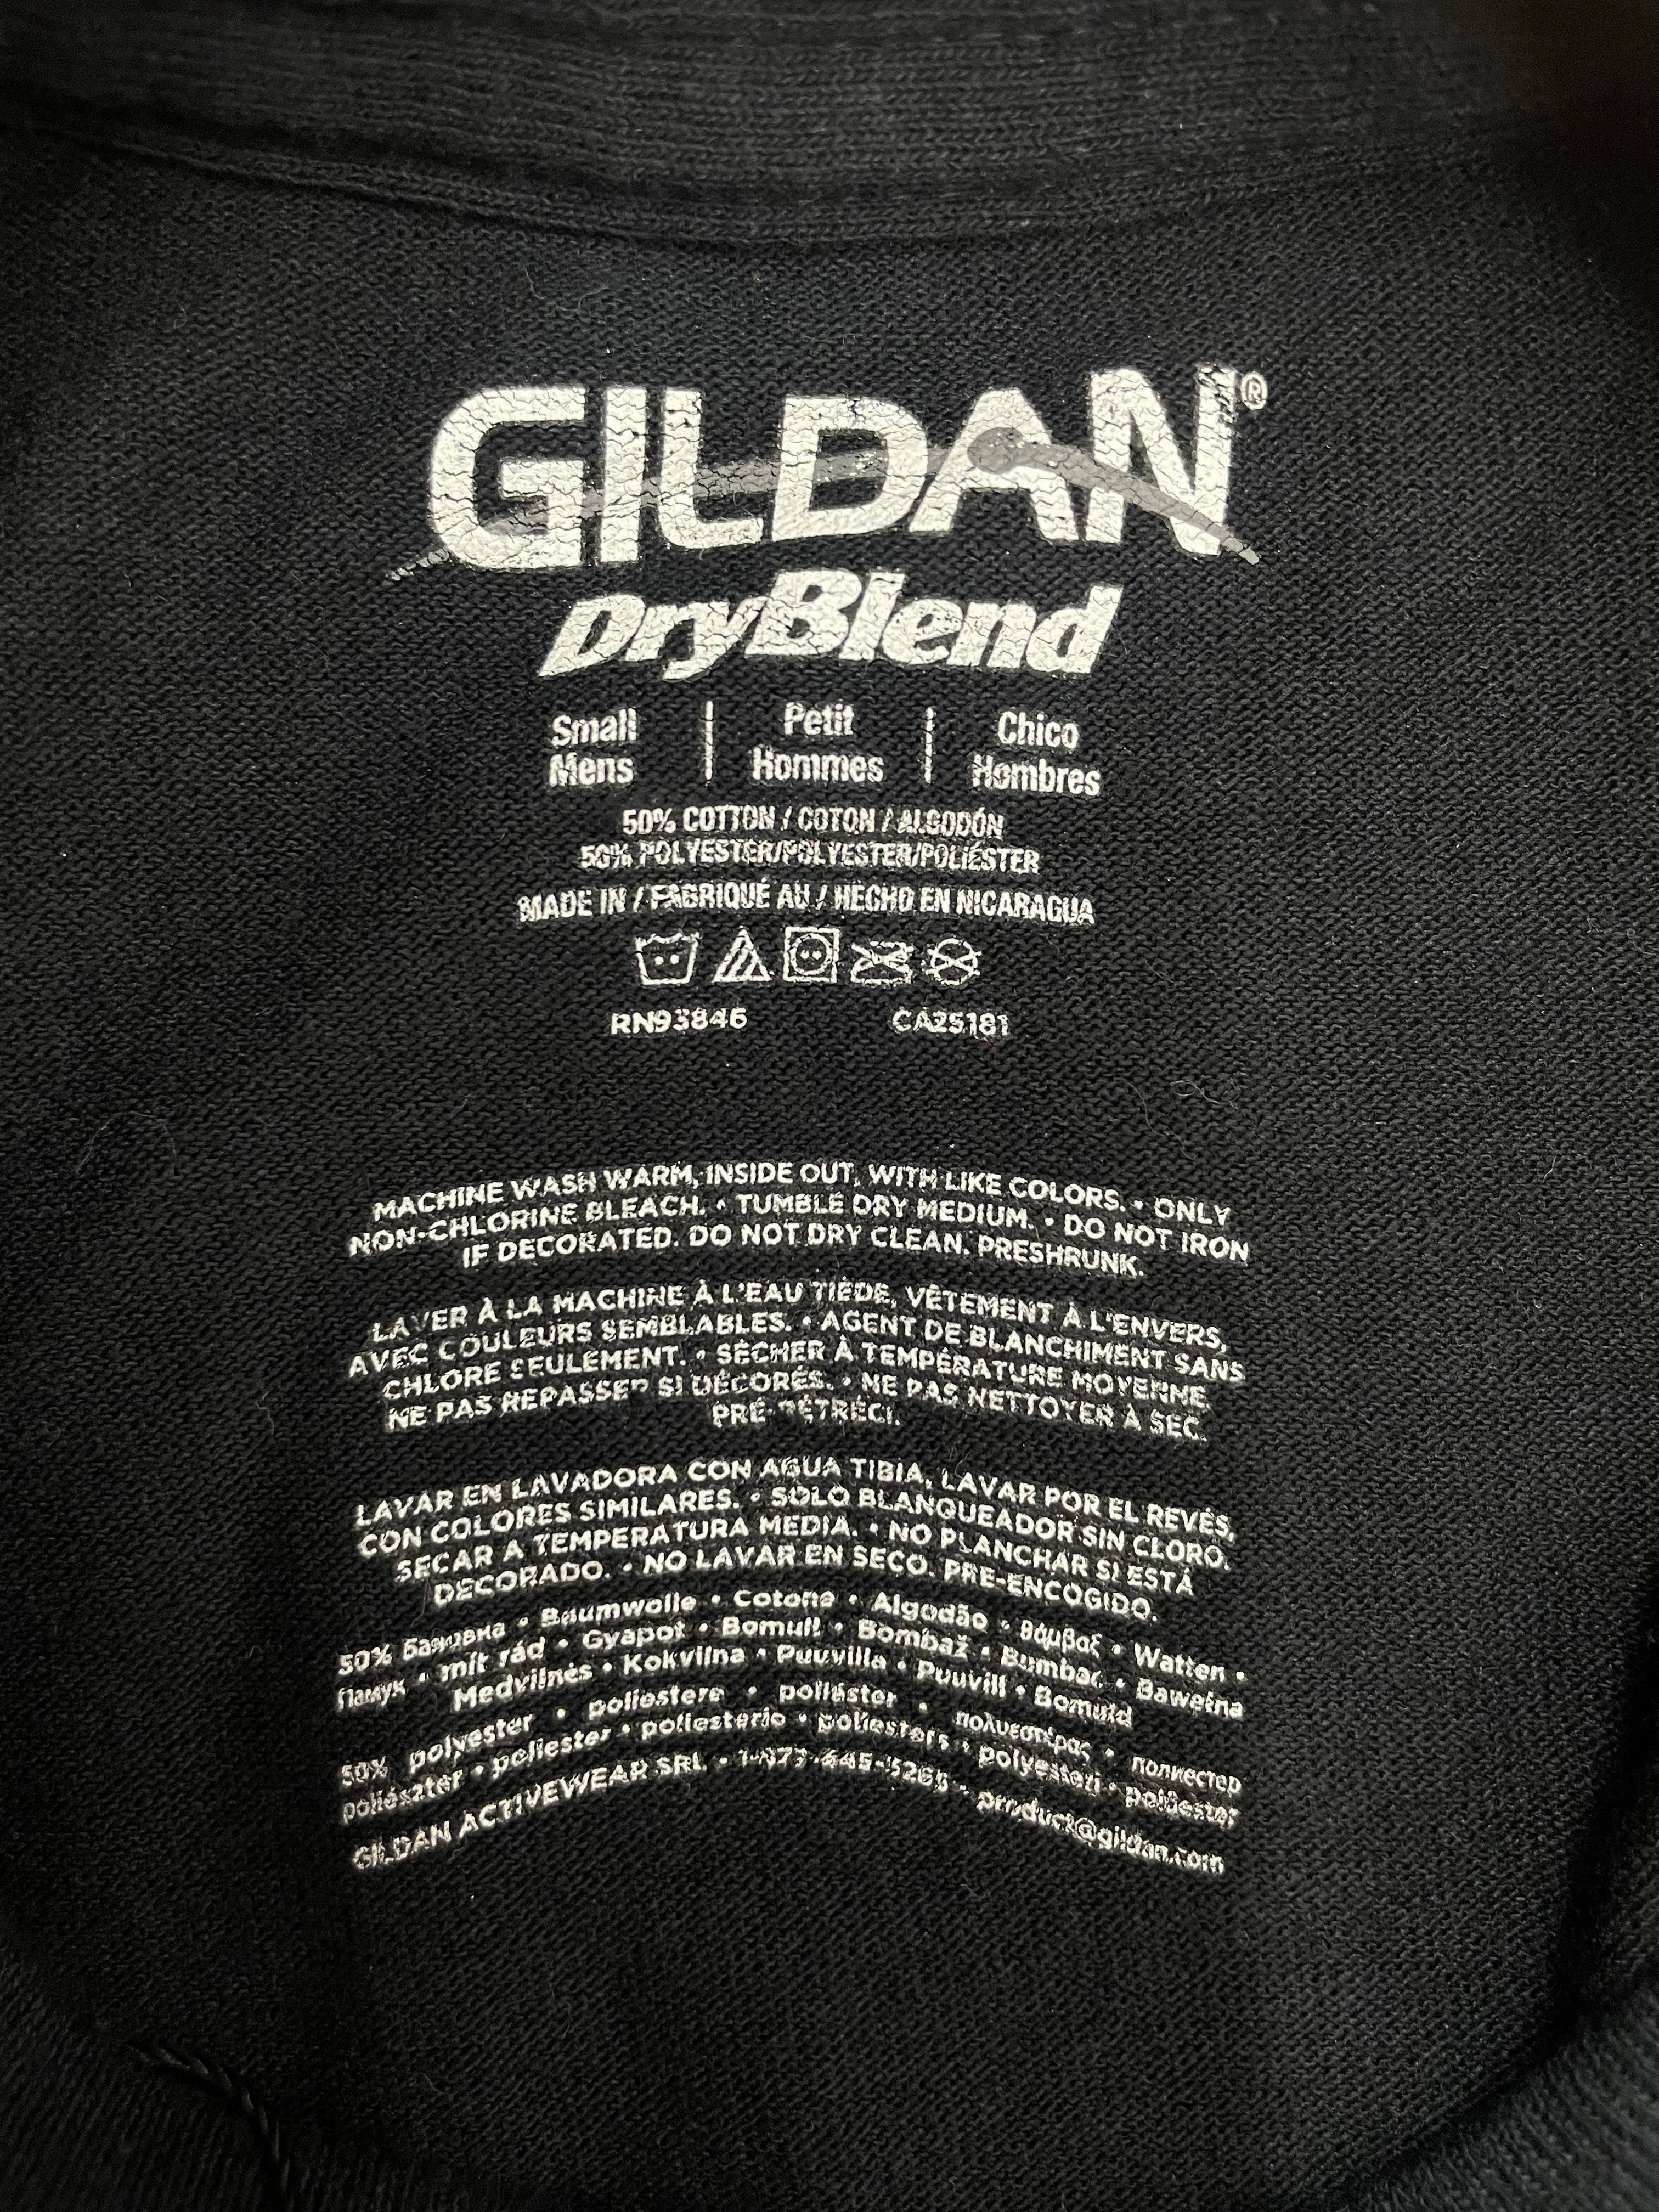 GILDAN®
DryBlend
Small | Petit | Chico
Mens | Hommes | Hombres
50% COTTON / COTON / ALGODÓN
50% POLYESTER/POLYESTER/POLIÉSTER
MADE IN / FABRIQUÉ AU / HECHO EN NICARAGUA
RN93846 CA25181
MACHINE WASH WARM, INSIDE OUT, WITH LIKE COLORS. • ONLY
NON-CHLORINE BLEACH. • TUMBLE DRY MEDIUM. • DO NOT IRON
IF DECORATED. DO NOT DRY CLEAN. PRESHRUNK.
LAVER À LA MACHINE À L'EAU TIÈDE, VÊTEMENT À L'ENVERS,
AVEC COULEURS SEMBLABLES. • AGENT DE BLANCHIMENT SANS
CHLORE SEULEMENT. • SÉCHER À TEMPÉRATURE MOYENNE.
NE PAS REPASSER SI DÉCORÉS. • NE PAS NETTOYER À SEC.
PRÉ-RÉTRÉCI.
LAVAR EN LAVADORA CON AGUA TIBIA, LAVAR POR EL REVÉS,
CON COLORES SIMILARES. • SOLO BLANQUEADOR SIN CLORO.
SECAR A TEMPERATURA MEDIA. • NO PLANCHAR SI ESTÁ
DECORADO. • NO LAVAR EN SECO. PRE-ENCOGIDO.
50% Бавовна • Baumwolle • Cotone • Algodão • Βάμβαξ • Watten •
Памук • mít rád • Gyapot • Bomull • Bombaž • Bumbac • Bawełna
Medvilnės • Kokvilna • Puuvilla • Puuvill • Bomuld
50% polyester • poliestere • poliéster • πολυεστέρας • полиестер
poliészter • poliester • poliesterio • poliesters • polyesteri • poliester
GILDAN ACTIVEWEAR SRL • 1-877-445-5265 • product@gildan.com